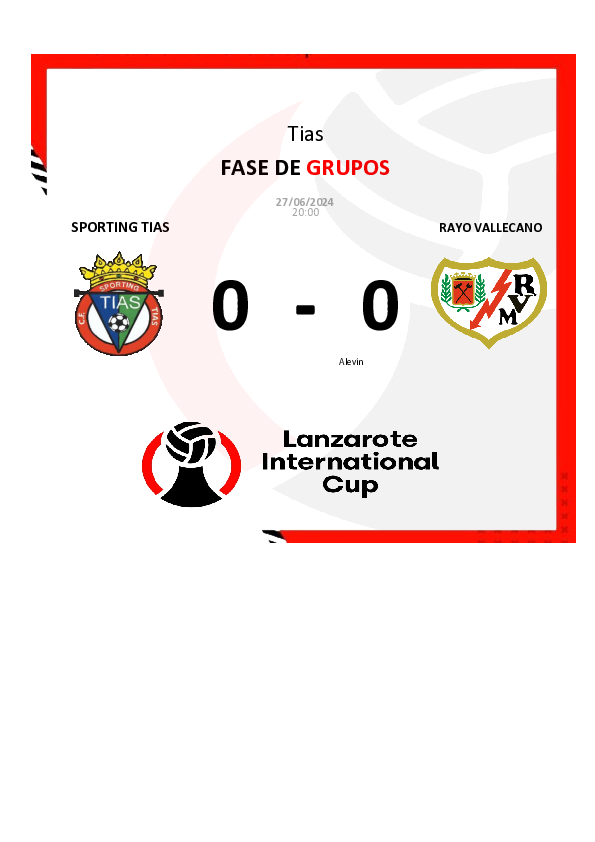 Tias
FASE DE GRUPOS
27/06/2024
20:00
SPORTING TIAS
RAYO VALLECANO
SPORTING
TIAS
C.F.
TIAS
0 - 0
R
V
M
Alevin
Lanzarote
International
Cup